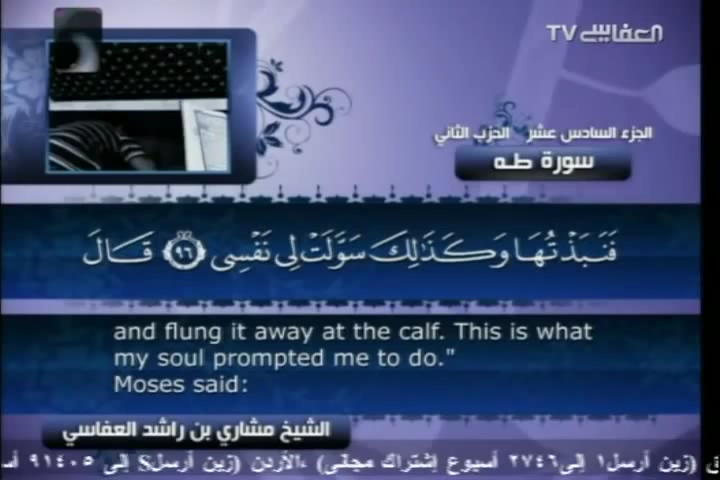 العفاسي TV
الجزء السادس عشر الحزب الثاني
سورة طه
فَنَبَذْتُهَا وَكَذَٰلِكَ سَوَّلَتْ لِى نَفْسِى ٩٦ قَالَ
and flung it away at the calf. This is what
my soul prompted me to do."
Moses said:
الشيخ مشاري بن راشد العفاسي
ق (زين أرسل١ إلى٢٧٤٦ أسبوع إشتراك مجانى) ،الأردن (زين أرسلS إلى ٩١٤٠٥ أس